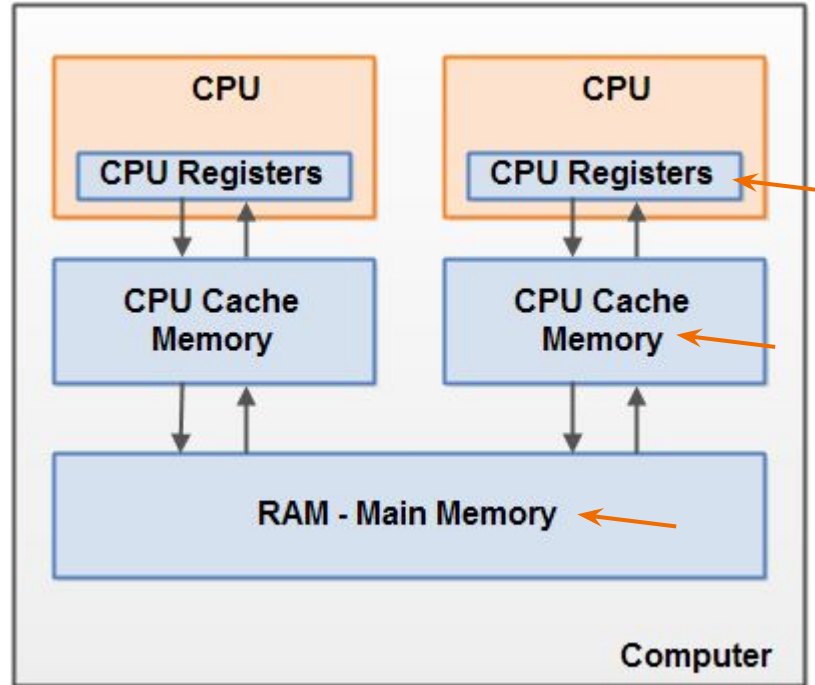 CPU
CPU
CPU Registers
CPU Registers
CPU Cache
Memory
CPU Cache
Memory
RAM - Main Memory
Computer